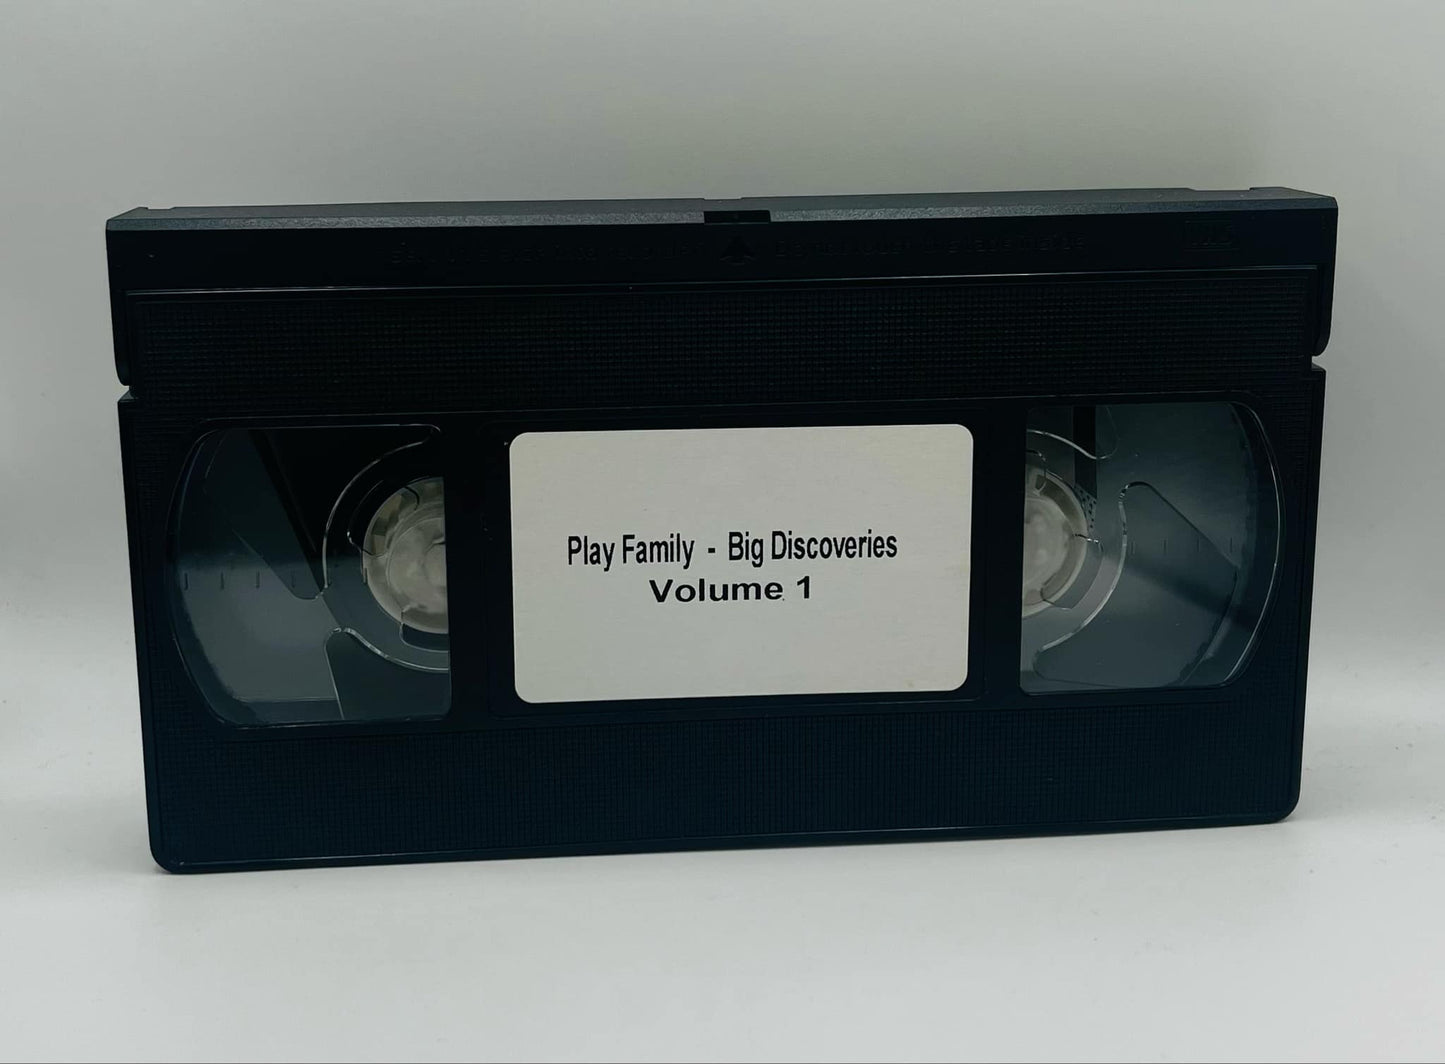 Play Family - Big Discoveries
Volume 1